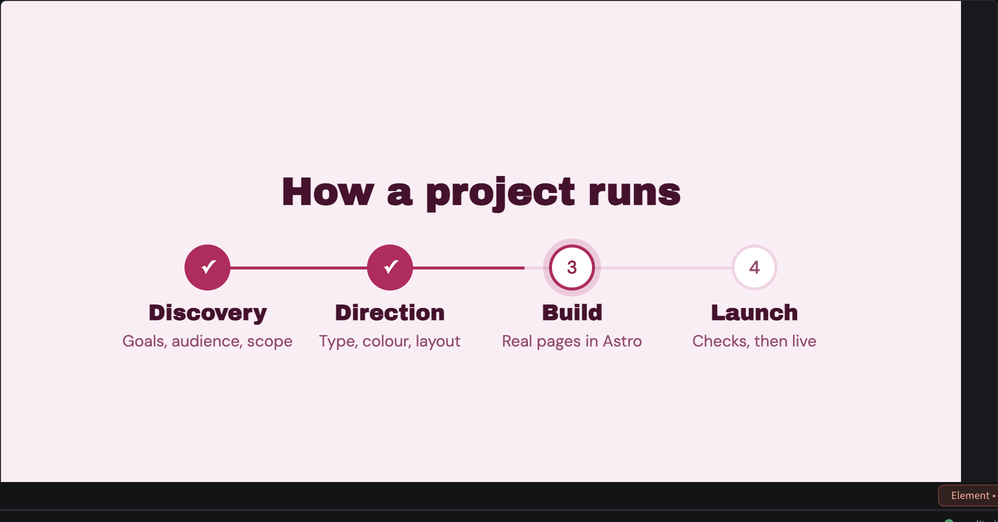 How a project runs
✓ ✓ 3 4
Discovery Direction Build Launch
Goals, audience, scope Type, colour, layout Real pages in Astro Checks, then live
Element